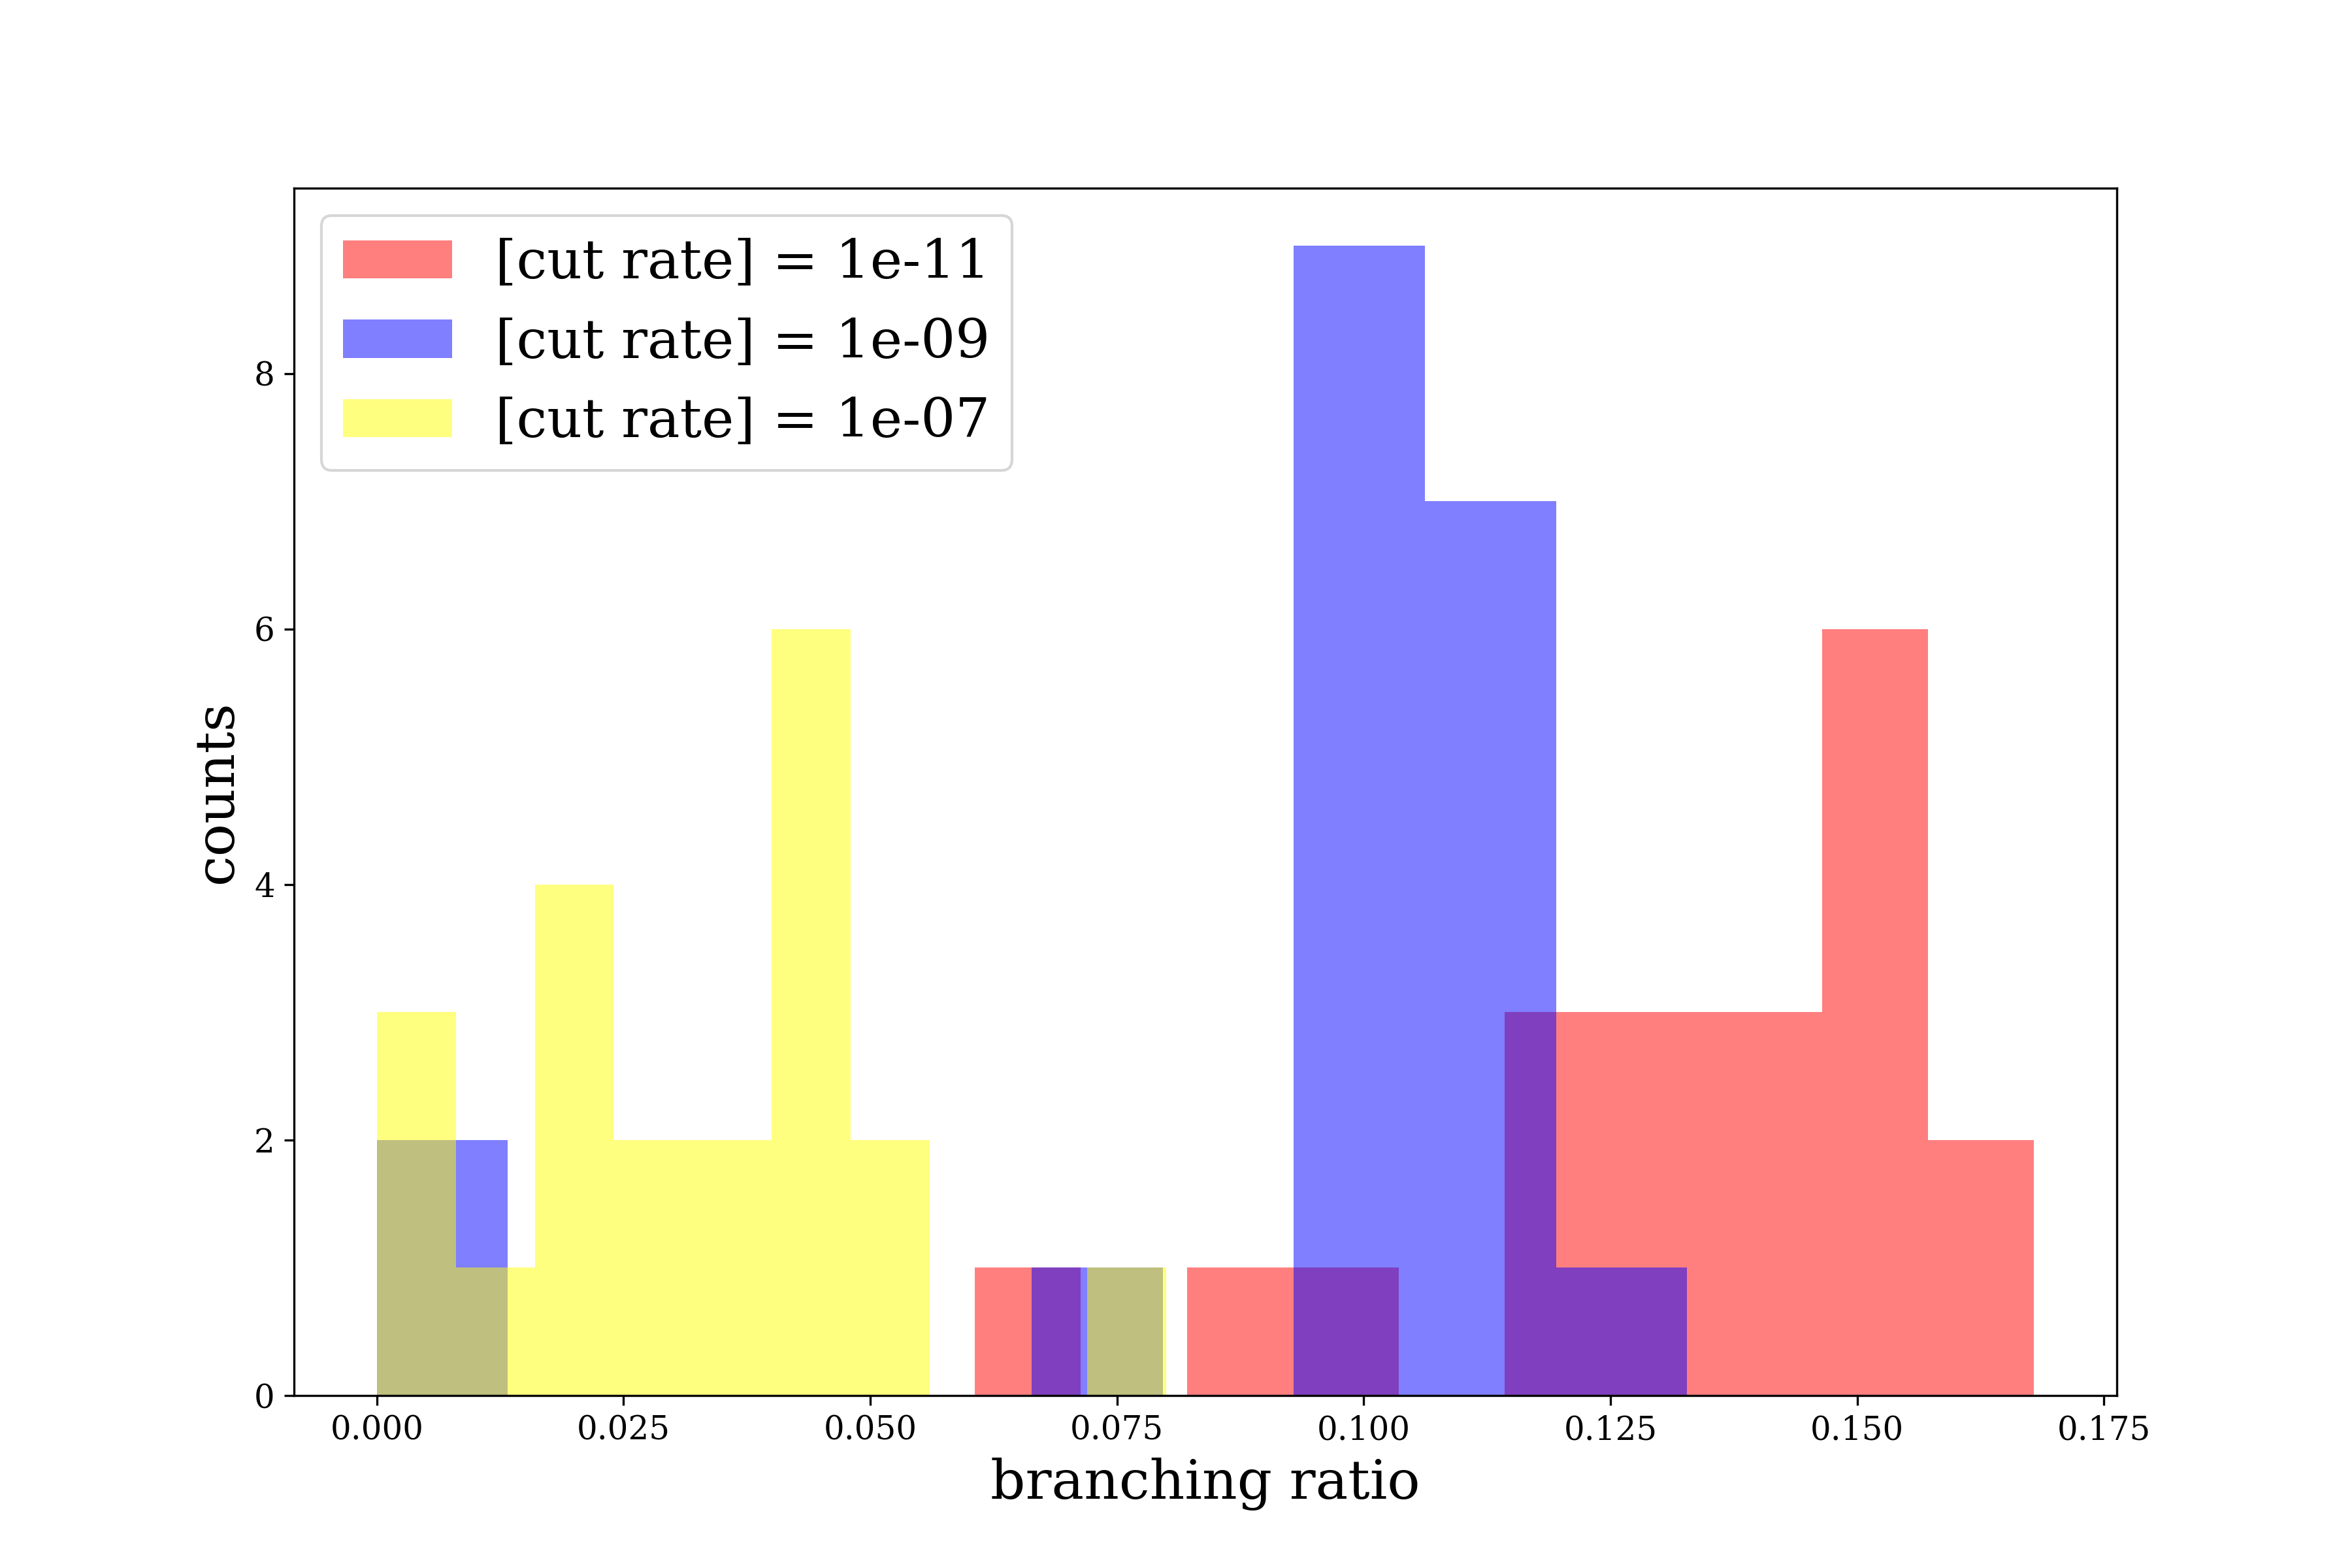 [cut rate] = 1e-11
[cut rate] = 1e-09
[cut rate] = 1e-07
counts
8
6
4
2
0
0.000 0.025 0.050 0.075 0.100 0.125 0.150 0.175
branching ratio